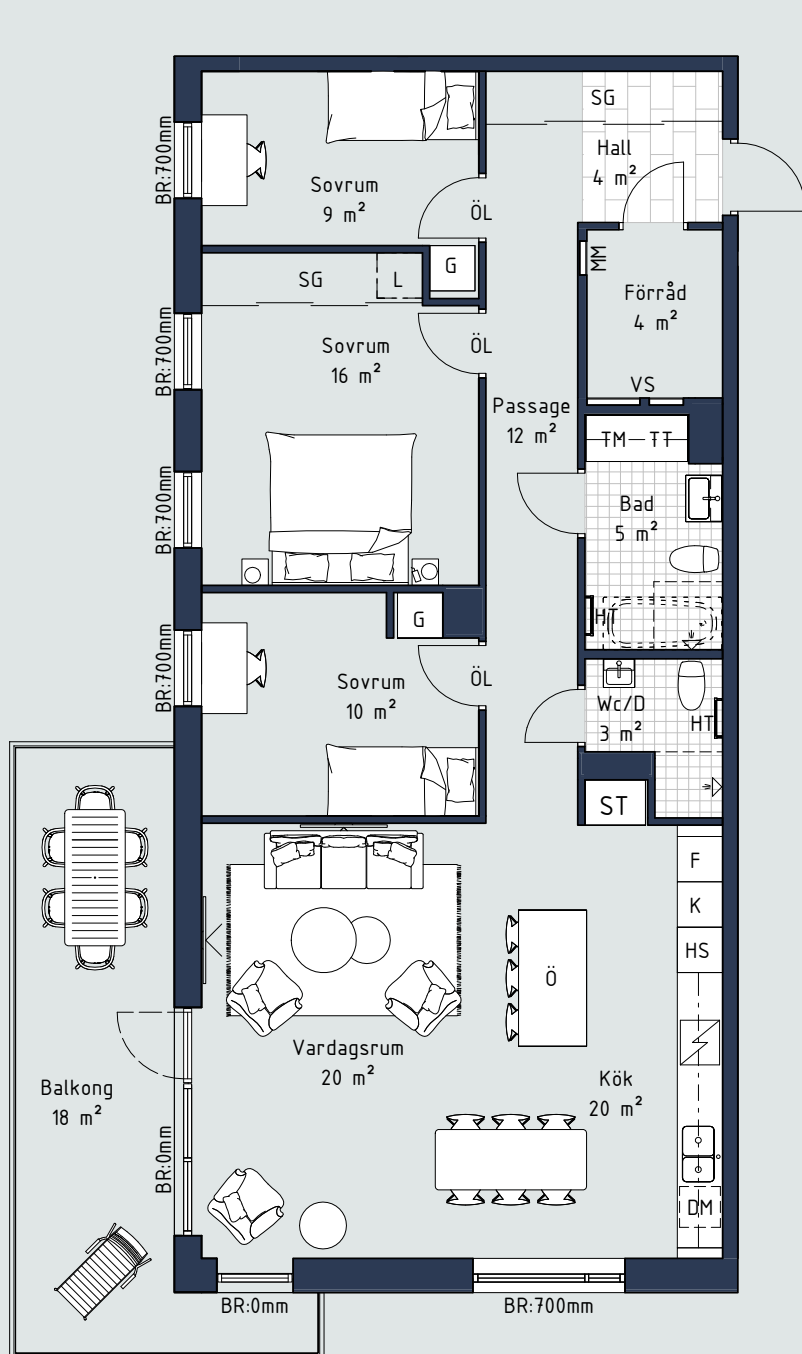 SG
Hall
4 m²
BR:700mm
Sovrum
9 m²
ÖL
MM
G
SG
L
Förråd
4 m²
BR:700mm
Sovrum
16 m²
ÖL
VS
Passage
12 m²
TM
TT
BR:700mm
Bad
5 m²
HT
G
BR:700mm
Sovrum
10 m²
ÖL
Wc/D
3 m²
HT
ST
F
K
HS
Ö
Vardagsrum
20 m²
Kök
20 m²
Balkong
18 m²
BR:0mm
DM
BR:0mm
BR:700mm